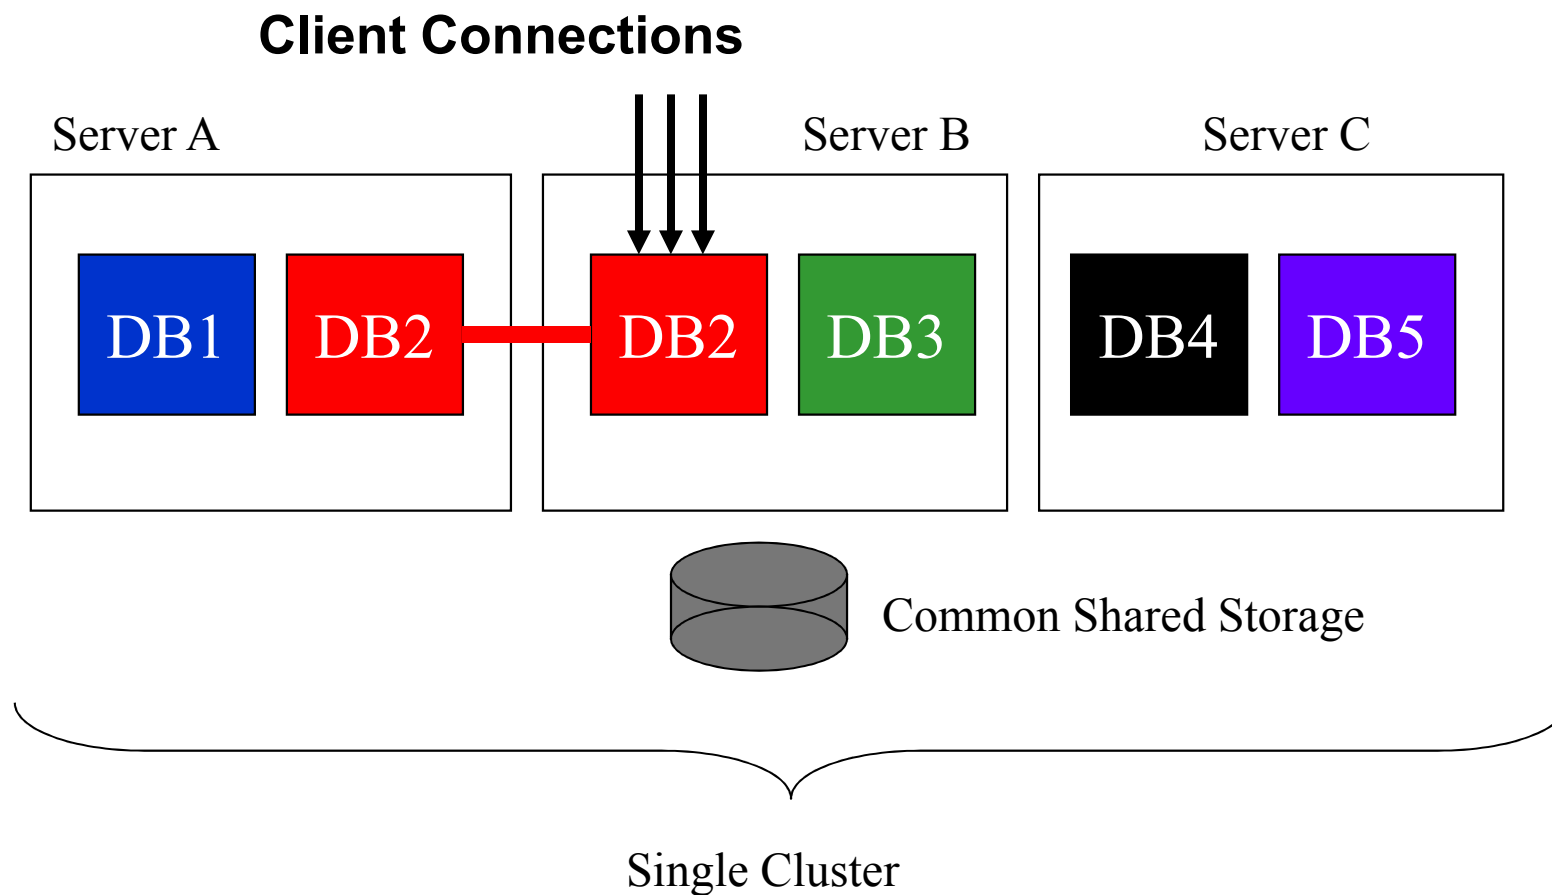 Client Connections
Server A
Server B
Server C
DB1
DB2
DB2
DB3
DB4
DB5
Common Shared Storage
Single Cluster